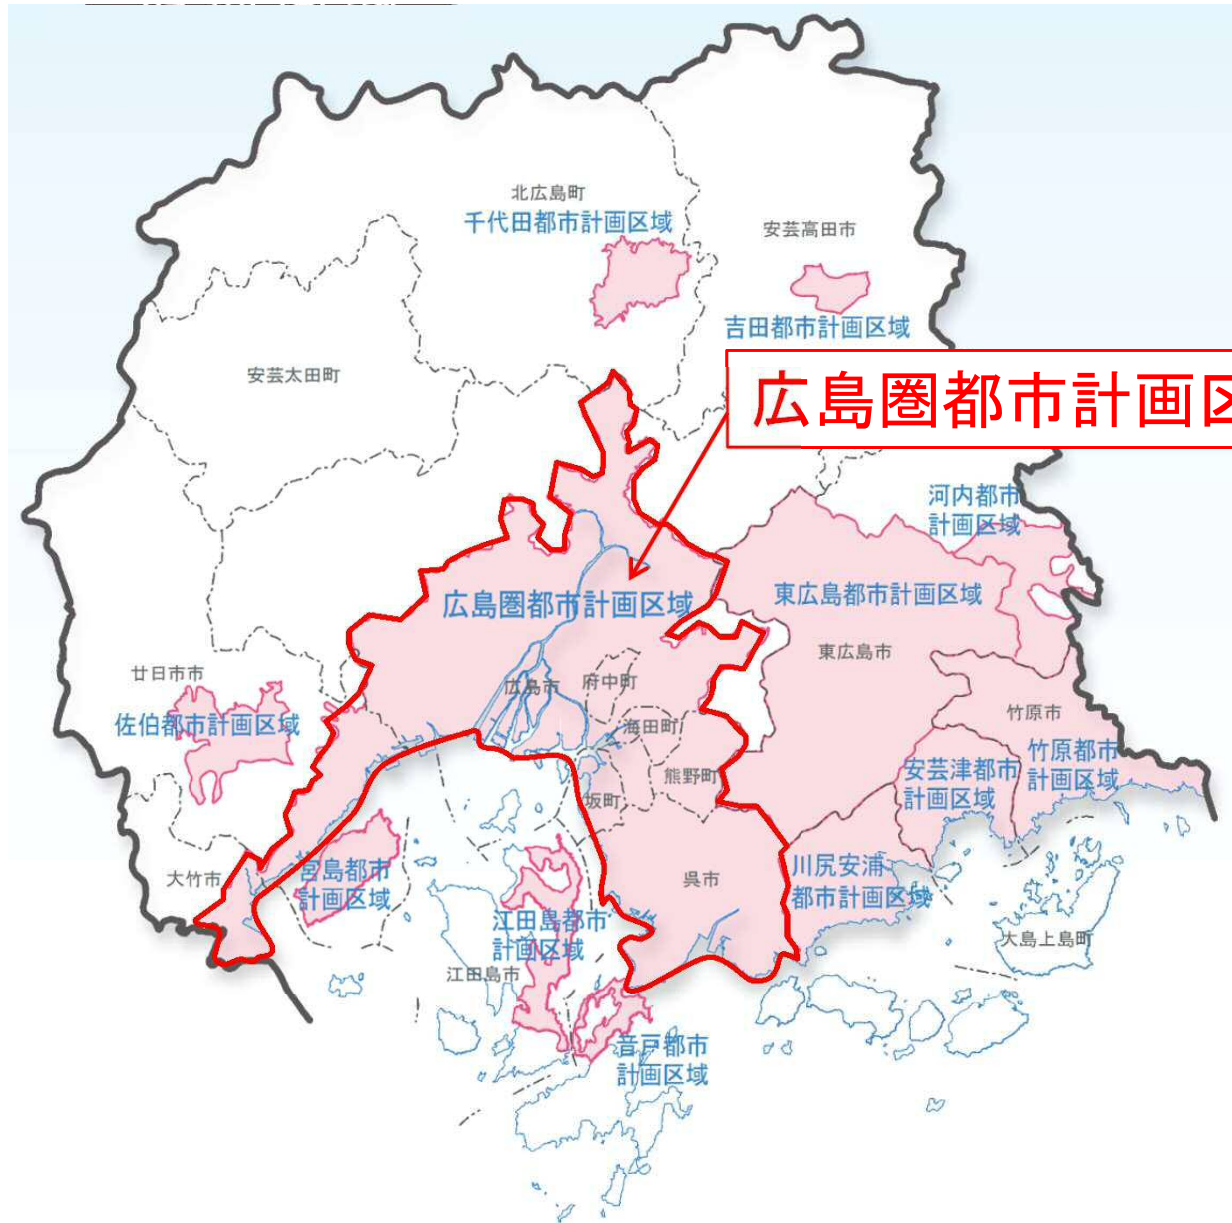 北広島町
千代田都市計画区域
安芸高田市
吉田都市計画区域
安芸太田町
広島圏都市計画区
河内都市
計画区域
広島圏都市計画区域
東広島都市計画区域
東広島市
廿日市市
佐伯都市計画区域
広島市
府中町
海田町
熊野町
坂町
竹原市
竹原都市
計画区域
安芸津都市
計画区域
大竹市
宮島都市
計画区域
呉市
川尻安浦
都市計画区域
江田島都市
計画区域
江田島市
大島上島町
音戸都市
計画区域